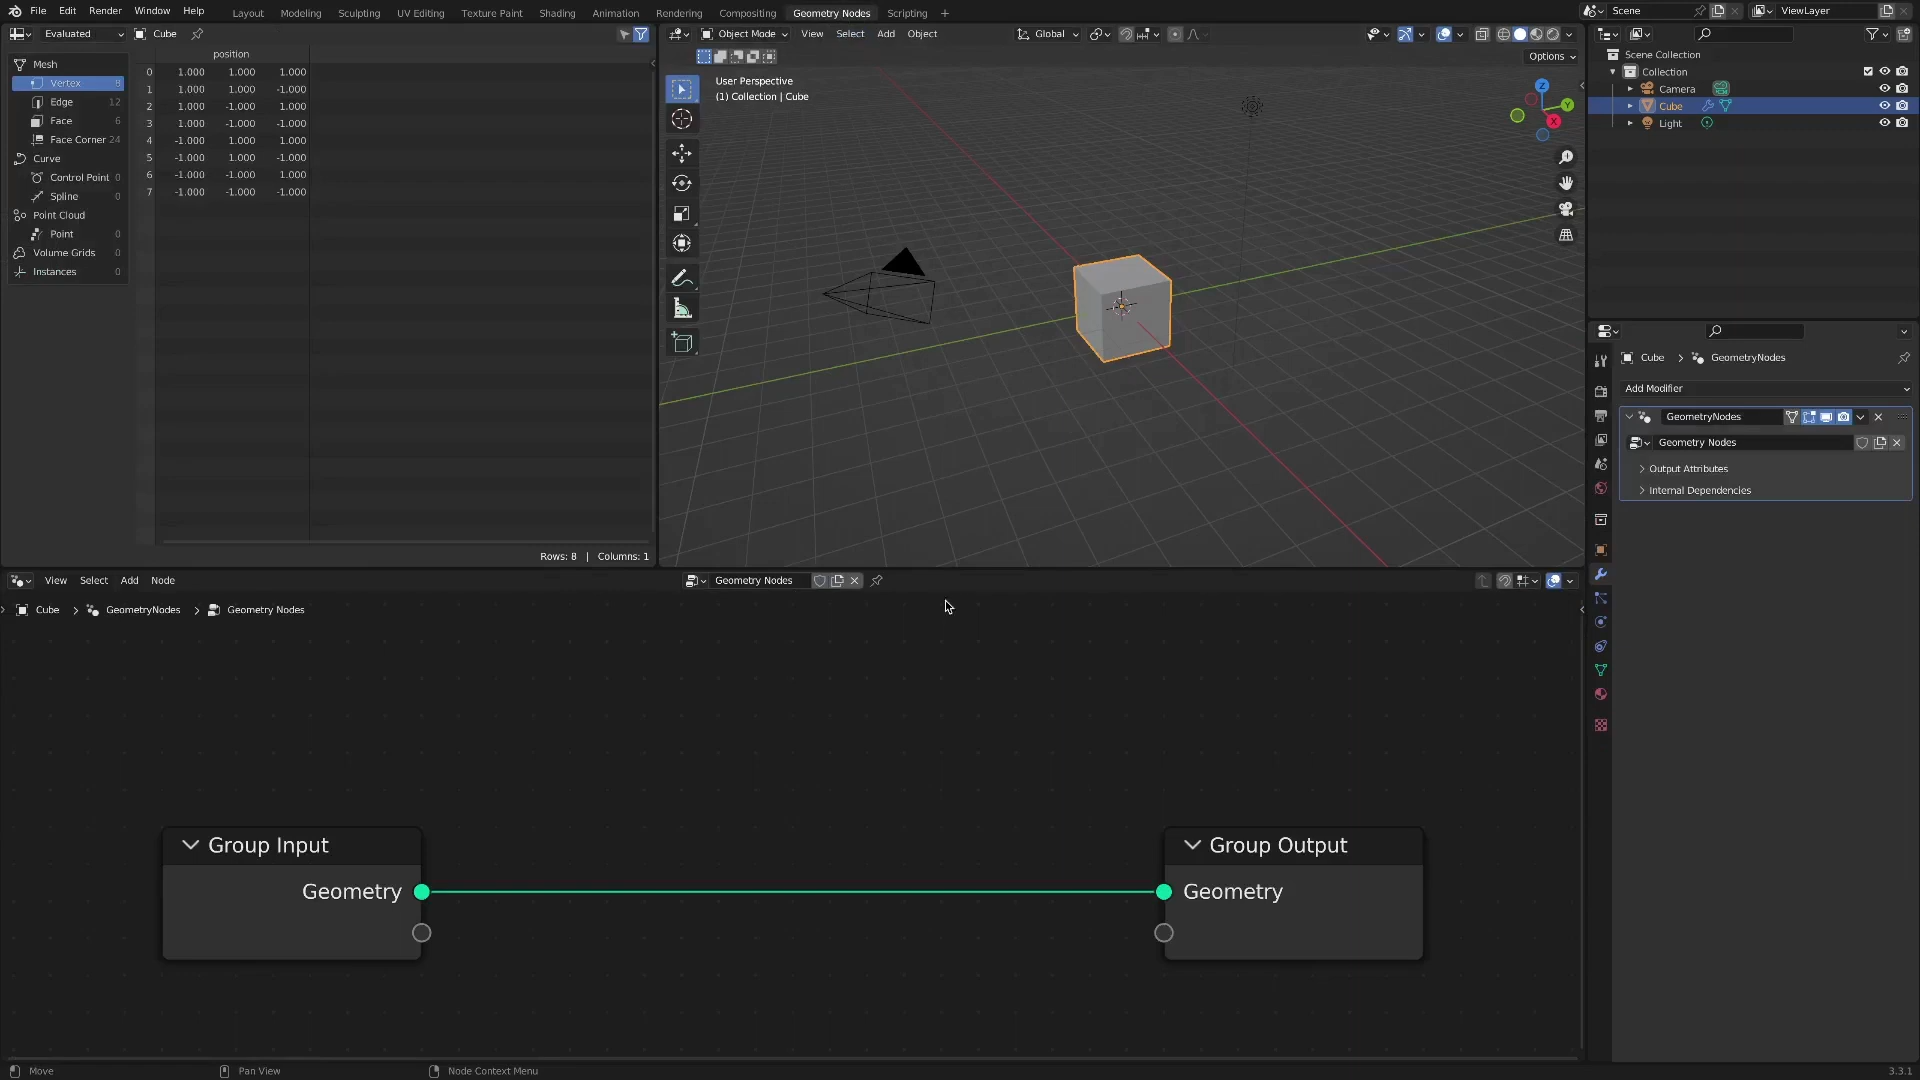 File Edit Render Window Help Layout Modeling Sculpting UV Editing Texture Paint Shading Animation Rendering Compositing Geometry Nodes Scripting + Scene ViewLayer
Evaluated Cube
position
Mesh
Vertex 8
Edge 12
Face 6
Face Corner 24
Curve
Control Point 0
Spline 0
Point Cloud
Point 0
Volume Grids 0
Instances 0
0 1.000 1.000 1.000
1 1.000 1.000 -1.000
2 1.000 -1.000 1.000
3 1.000 -1.000 -1.000
4 -1.000 1.000 1.000
5 -1.000 1.000 -1.000
6 -1.000 -1.000 1.000
7 -1.000 -1.000 -1.000
Rows: 8 | Columns: 1
Object Mode View Select Add Object Global
Options
User Perspective
(1) Collection | Cube
Z
Y
X
Scene Collection
Collection
Camera
Cube
Light
Cube > GeometryNodes
Add Modifier
GeometryNodes
Geometry Nodes
Output Attributes
Internal Dependencies
View Select Add Node Geometry Nodes
Cube > GeometryNodes > Geometry Nodes
Group Input
Geometry
Group Output
Geometry
Move Pan View Node Context Menu 3.3.1